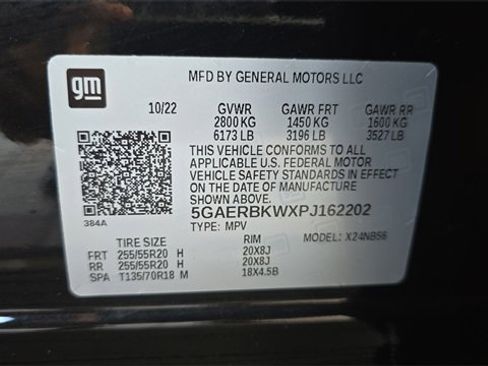 gm
MFD BY GENERAL MOTORS LLC
10/22 GVWR GAWR FRT GAWR RR
2800 KG 1450 KG 1600 KG
6173 LB 3196 LB 3527 LB
THIS VEHICLE CONFORMS TO ALL
APPLICABLE U.S. FEDERAL MOTOR
VEHICLE SAFETY STANDARDS IN EFFECT
ON THE DATE OF MANUFACTURE
SHOWN ABOVE.
384A 5GAERBKWXPJ162202
TYPE: MPV MODEL: X24NB56
TIRE SIZE RIM
FRT 255/55R20 H 20X8J
RR 255/55R20 H 20X8J
SPA T135/70R18 M 18X4.5B